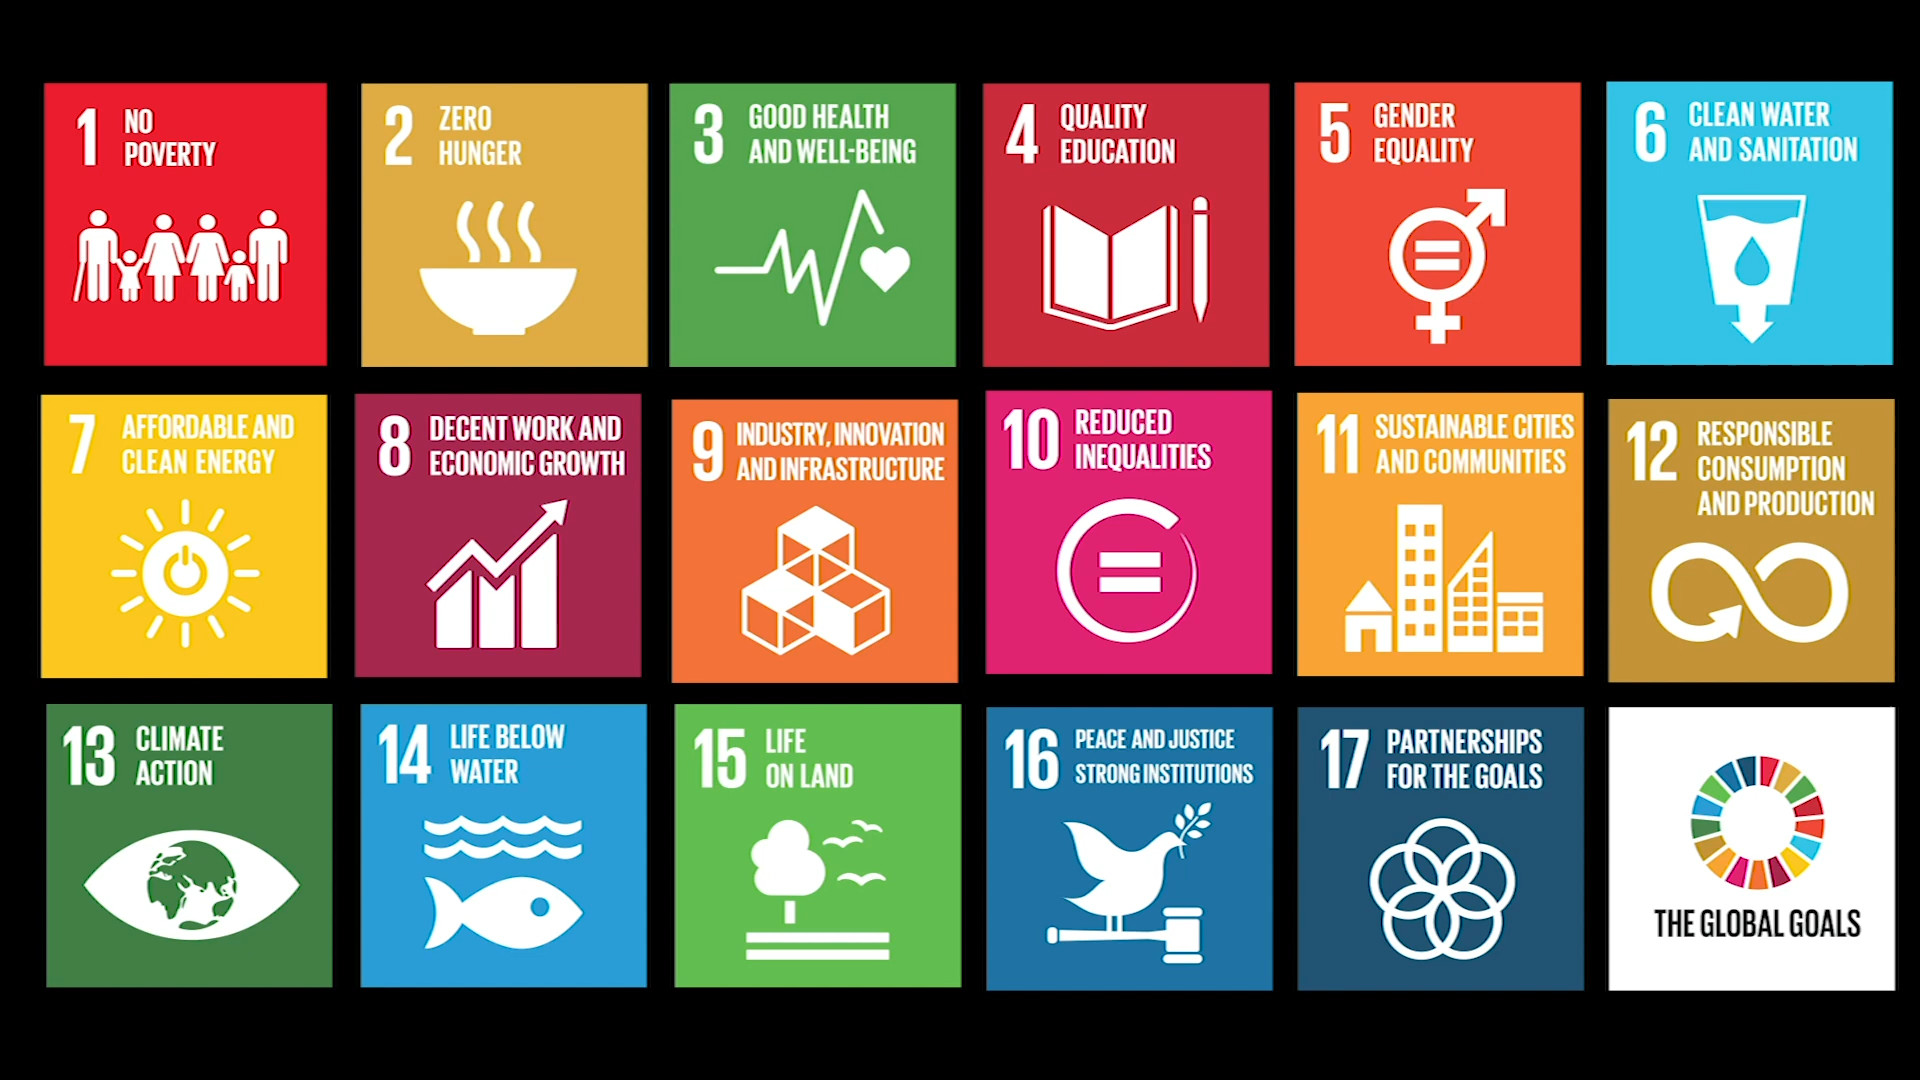 1 NO
POVERTY
2 ZERO
HUNGER
3 GOOD HEALTH
AND WELL-BEING
4 QUALITY
EDUCATION
5 GENDER
EQUALITY
6 CLEAN WATER
AND SANITATION
7 AFFORDABLE AND
CLEAN ENERGY
8 DECENT WORK AND
ECONOMIC GROWTH
9 INDUSTRY, INNOVATION
AND INFRASTRUCTURE
10 REDUCED
INEQUALITIES
11 SUSTAINABLE CITIES
AND COMMUNITIES
12 RESPONSIBLE
CONSUMPTION
AND PRODUCTION
13 CLIMATE
ACTION
14 LIFE BELOW
WATER
15 LIFE
ON LAND
16 PEACE AND JUSTICE
STRONG INSTITUTIONS
17 PARTNERSHIPS
FOR THE GOALS
THE GLOBAL GOALS